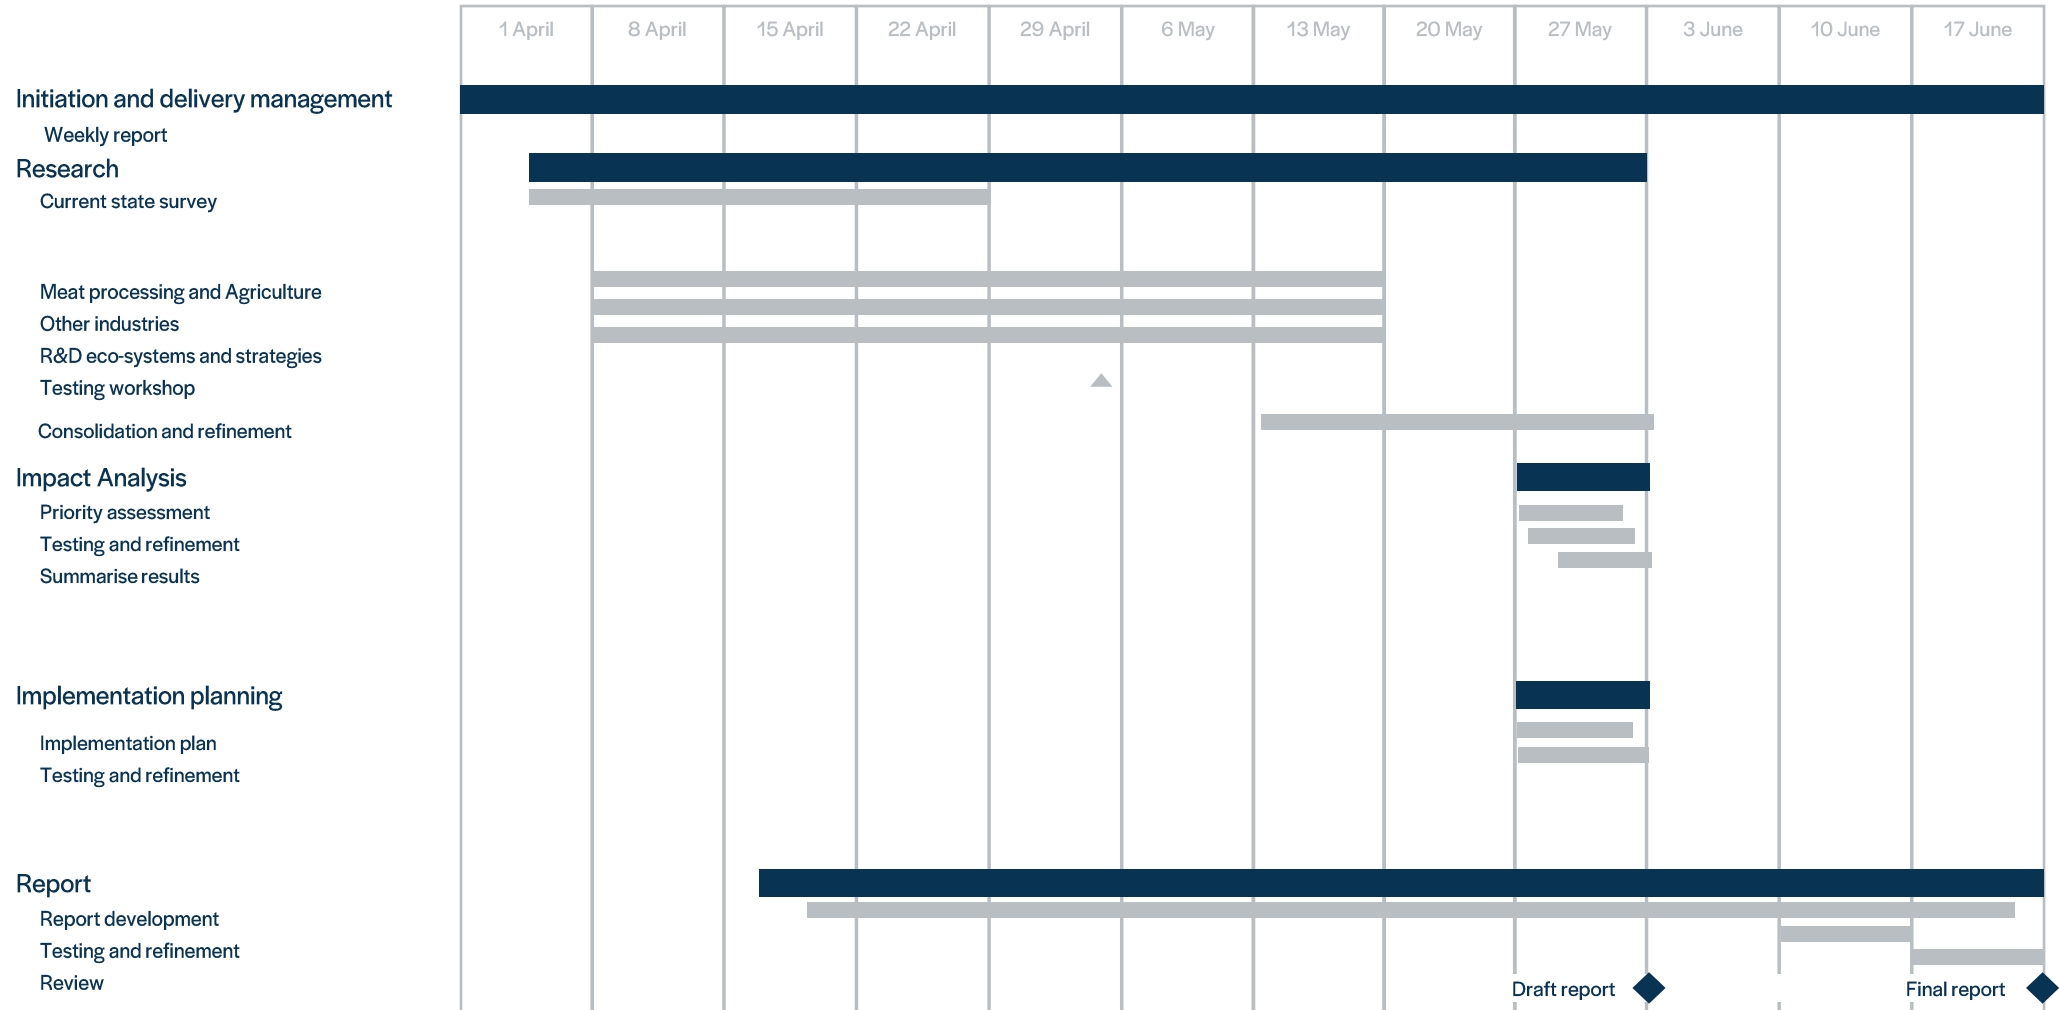 1 April 8 April 15 April 22 April 29 April 6 May 13 May 20 May 27 May 3 June 10 June 17 June
Initiation and delivery management
Weekly report
Research
Current state survey
Meat processing and Agriculture
Other industries
R&D eco-systems and strategies
Testing workshop
Consolidation and refinement
Impact Analysis
Priority assessment
Testing and refinement
Summarise results
Implementation planning
Implementation plan
Testing and refinement
Report
Report development
Testing and refinement
Review
Draft report
Final report